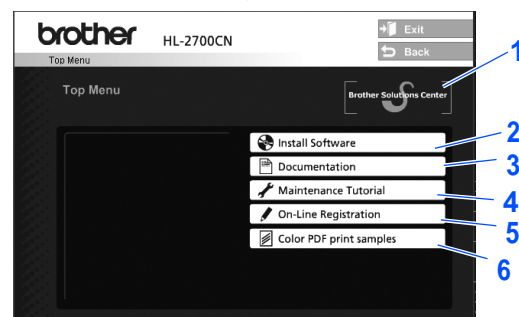 brother
HL-2700CN
Exit
Back
Top Menu
Top Menu
Brother Solutions Center
Install Software
Documentation
Maintenance Tutorial
On-Line Registration
Color PDF print samples
1
2
3
4
5
6